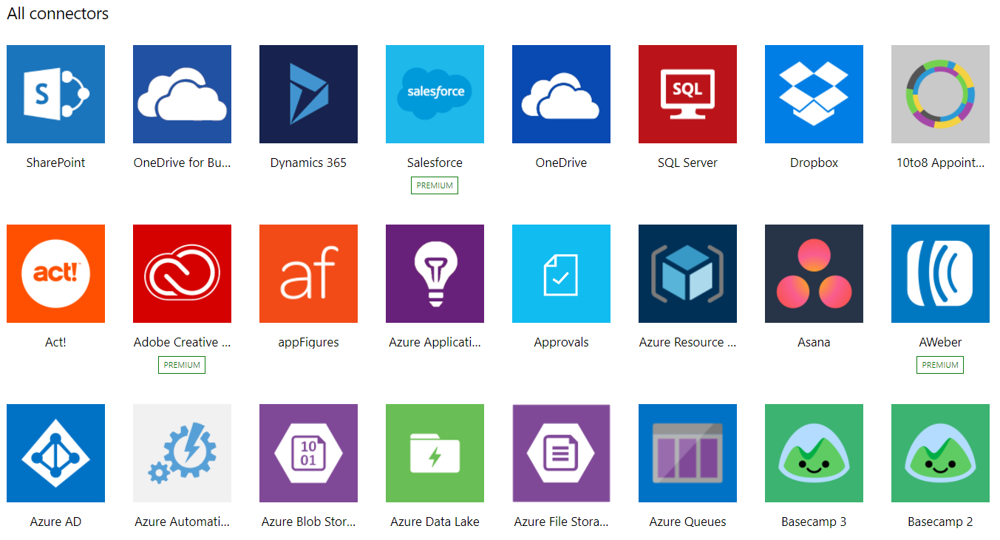 All connectors
S
salesforce
SQL
SharePoint
OneDrive for Bu...
Dynamics 365
Salesforce
OneDrive
SQL Server
Dropbox
10to8 Appoint...
PREMIUM
act!™
af
Act!
Adobe Creative ...
appFigures
Azure Applicati...
Approvals
Azure Resource ...
Asana
AWeber
PREMIUM
PREMIUM
10
01
Azure AD
Azure Automati...
Azure Blob Stor...
Azure Data Lake
Azure File Stora...
Azure Queues
Basecamp 3
Basecamp 2